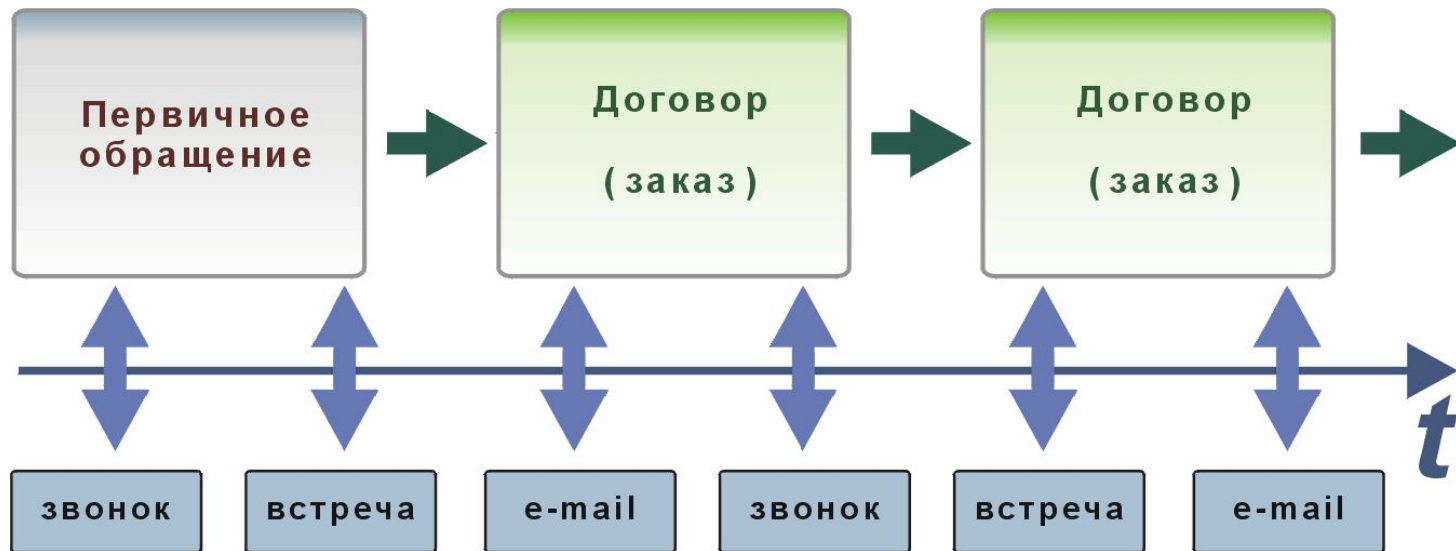 Первичное
обращение
Договор
(заказ)
Договор
(заказ)
t
звонок
встреча
e-mail
звонок
встреча
e-mail